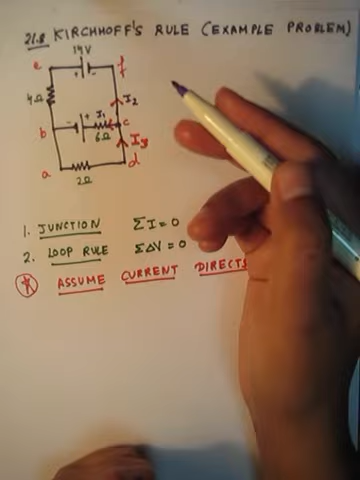 21.8 KIRCHHOFF'S RULE (EXAMPLE PROBLEM)
14V
e + - f
4Ω I2
b - + I1 c
6Ω I3
a d
2Ω
1. JUNCTION ΣI=0
2. LOOP RULE ΣΔV=0
* ASSUME CURRENT DIRECTS